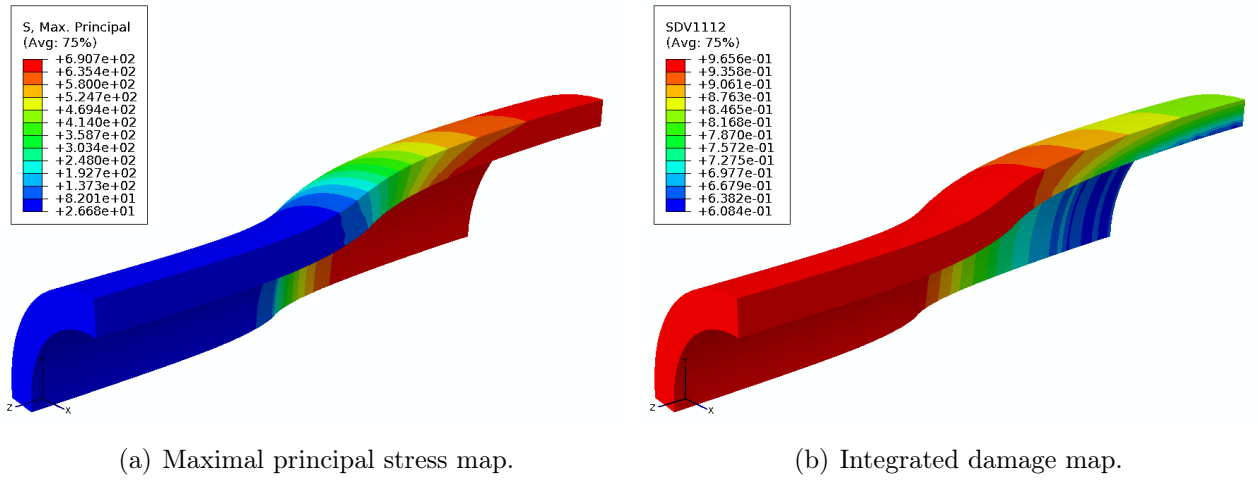 S, Max. Principal
(Avg: 75%)
+6.907e+02
+6.354e+02
+5.800e+02
+5.247e+02
+4.694e+02
+4.140e+02
+3.587e+02
+3.034e+02
+2.480e+02
+1.927e+02
+1.373e+02
+8.201e+01
+2.668e+01
Z
X
(a) Maximal principal stress map.
SDV1112
(Avg: 75%)
+9.656e-01
+9.358e-01
+9.061e-01
+8.763e-01
+8.465e-01
+8.168e-01
+7.870e-01
+7.572e-01
+7.275e-01
+6.977e-01
+6.679e-01
+6.382e-01
+6.084e-01
Z
X
(b) Integrated damage map.